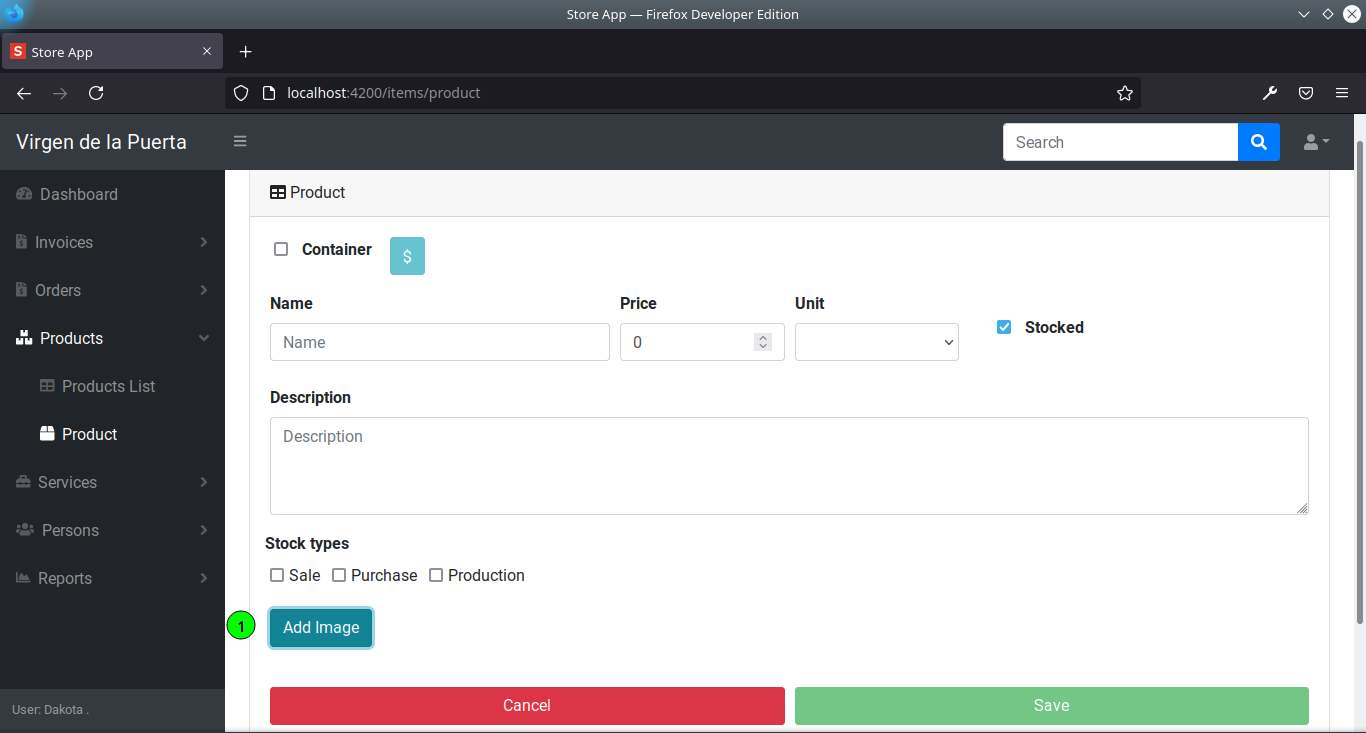 Store App — Firefox Developer Edition
S Store App
localhost:4200/items/product
Virgen de la Puerta
Search
Dashboard
Invoices
Orders
Products
Products List
Product
Services
Persons
Reports
User: Dakota .
Product
Container
$
Name
Price
Unit
Stocked
Name
0
Description
Description
Stock types
Sale
Purchase
Production
1
Add Image
Cancel
Save